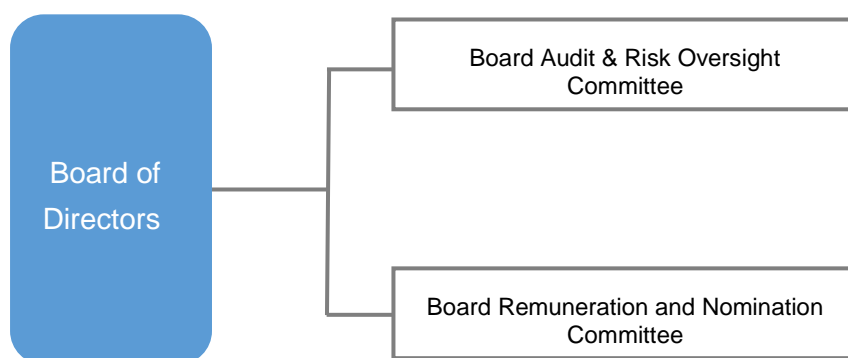 Board Audit & Risk Oversight
Committee
Board of
Directors
Board Remuneration and Nomination
Committee